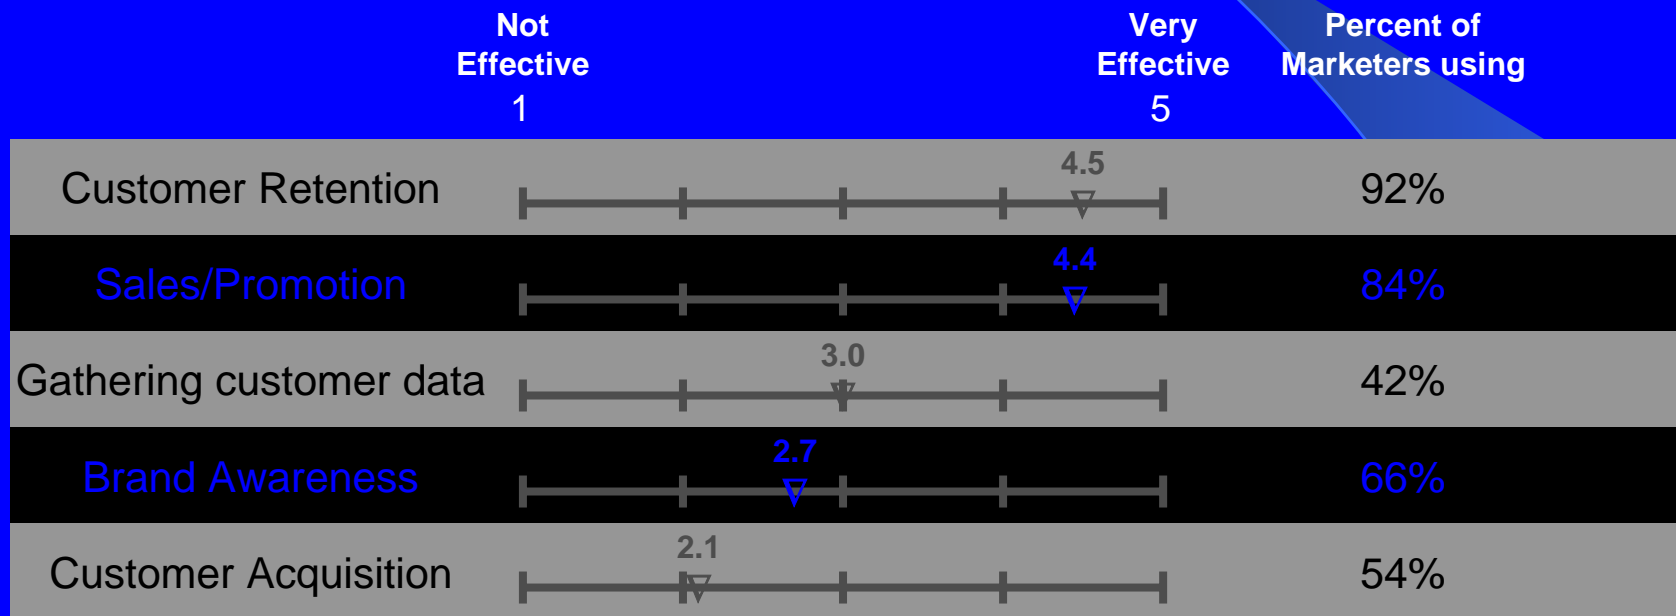 Not
Effective
1
Very
Effective
5
Percent of
Marketers using
Customer Retention
4.5
92%
Sales/Promotion
4.4
84%
Gathering customer data
3.0
42%
Brand Awareness
2.7
66%
Customer Acquisition
2.1
54%